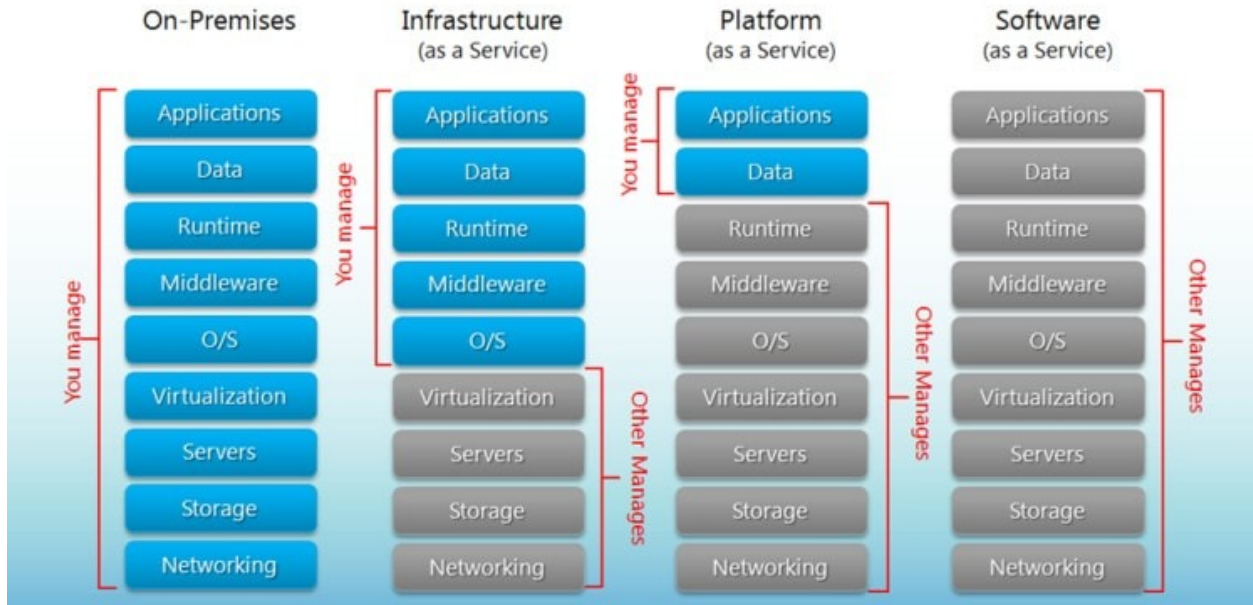 On-Premises
Infrastructure
(as a Service)
Platform
(as a Service)
Software
(as a Service)
You manage
Applications
Data
Runtime
Middleware
O/S
Virtualization
Servers
Storage
Networking
You manage
Applications
Data
Runtime
Middleware
O/S
Virtualization
Servers
Storage
Networking
Other Manages
You manage
Applications
Data
Runtime
Middleware
O/S
Virtualization
Servers
Storage
Networking
Other Manages
Applications
Data
Runtime
Middleware
O/S
Virtualization
Servers
Storage
Networking
Other Manages